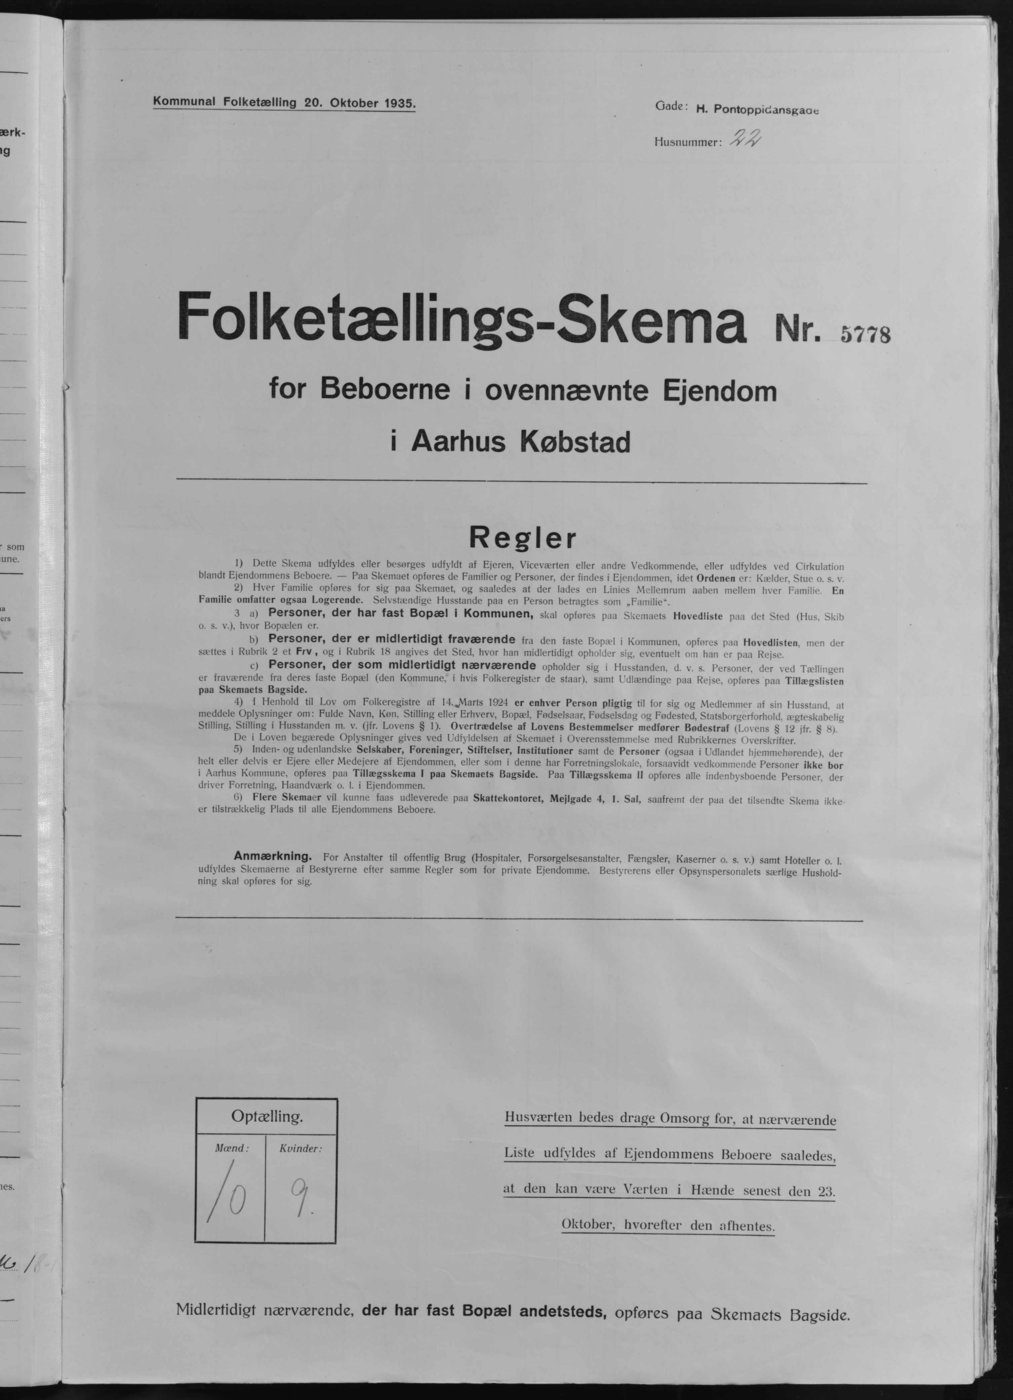 Kommunal Folketælling 20. Oktober 1935.
Gade: H. Pontoppidansgade
Husnummer: 22
Folketællings-Skema Nr. 5778
for Beboerne i ovennævnte Ejendom
i Aarhus Købstad
Regler
1) Dette Skema udfyldes eller besørges udfyldt af Ejeren, Viceværten eller andre Vedkommende, eller udfyldes ved Cirkulation
blandt Ejendommens Beboere. — Paa Skemaet opføres de Familier og Personer, der findes i Ejendommen, idet Ordenen er: Kælder, Stue o. s. v.
2) Hver Familie opføres for sig paa Skemaet, og saaledes at der lades en Linies Mellemrum aaben mellem hver Familie. En
Familie omfatter ogsaa Logerende. Selvstændige Husstande paa en Person betragtes som „Familie".
3 a) Personer, der har fast Bopæl i Kommunen, skal opføres paa Skemaets Hovedliste paa det Sted (Hus, Skib
o. s. v.), hvor Bopælen er.
b) Personer, der er midlertidigt fraværende fra den faste Bopæl i Kommunen, opføres paa Hovedlisten, men der
sættes i Rubrik 2 et Frv, og i Rubrik 18 angives det Sted, hvor han midlertidigt opholder sig, eventuelt om han er paa Rejse.
c) Personer, der som midlertidigt nærværende opholder sig i Husstanden, d. v. s. Personer, der ved Tællingen
er fraværende fra deres faste Bopæl (den Kommune, i hvis Folkeregister de staar), samt Udlændinge paa Rejse, opføres paa Tillægslisten
paa Skemaets Bagside.
4) I Henhold til Lov om Folkeregistre af 14. Marts 1924 er enhver Person pligtig til for sig og Medlemmer af sin Husstand, at
meddele Oplysninger om: Fulde Navn, Køn, Stilling eller Erhverv, Bopæl, Fødselsaar, Fødselsdag og Fødested, Statsborgerforhold, ægteskabelig
Stilling, Stilling i Husstanden m. v. (jfr. Lovens § 1). Overtrædelse af Lovens Bestemmelser medfører Bødestraf (Lovens § 12 jfr. § 8).
De i Loven begærede Oplysninger gives ved Udfyldelsen af Skemaet i Overensstemmelse med Rubrikkernes Overskrifter.
5) Inden- og udenlandske Selskaber, Foreninger, Stiftelser, Institutioner samt de Personer (ogsaa i Udlandet hjemmehørende), der
helt eller delvis er Ejere eller Medejere af Ejendommen, eller som i denne har Forretningslokale, forsaavidt vedkommende Personer ikke bor
i Aarhus Kommune, opføres paa Tillægsskema I paa Skemaets Bagside. Paa Tillægsskema II opføres alle indenbysboende Personer, der
driver Forretning, Haandværk o. l. i Ejendommen.
6) Flere Skemaer vil kunne faas udleverede paa Skattekontoret, Mejlgade 4, 1. Sal, saafremt der paa det tilsendte Skema ikke
er tilstrækkelig Plads til alle Ejendommens Beboere.
Anmærkning. For Anstalter til offentlig Brug (Hospitaler, Forsørgelsesanstalter, Fængsler, Kaserner o. s. v.) samt Hoteller o. l.
udfyldes Skemaerne af Bestyrerne efter samme Regler som for private Ejendomme. Bestyrerens eller Opsynspersonalets særlige Hushold-
ning skal opføres for sig.
Optælling.
Mænd: Kvinder:
10 9.
Husværten bedes drage Omsorg for, at nærværende
Liste udfyldes af Ejendommens Beboere saaledes,
at den kan være Værten i Hænde senest den 23.
Oktober, hvorefter den afhentes.
Midlertidigt nærværende, der har fast Bopæl andetsteds, opføres paa Skemaets Bagside.